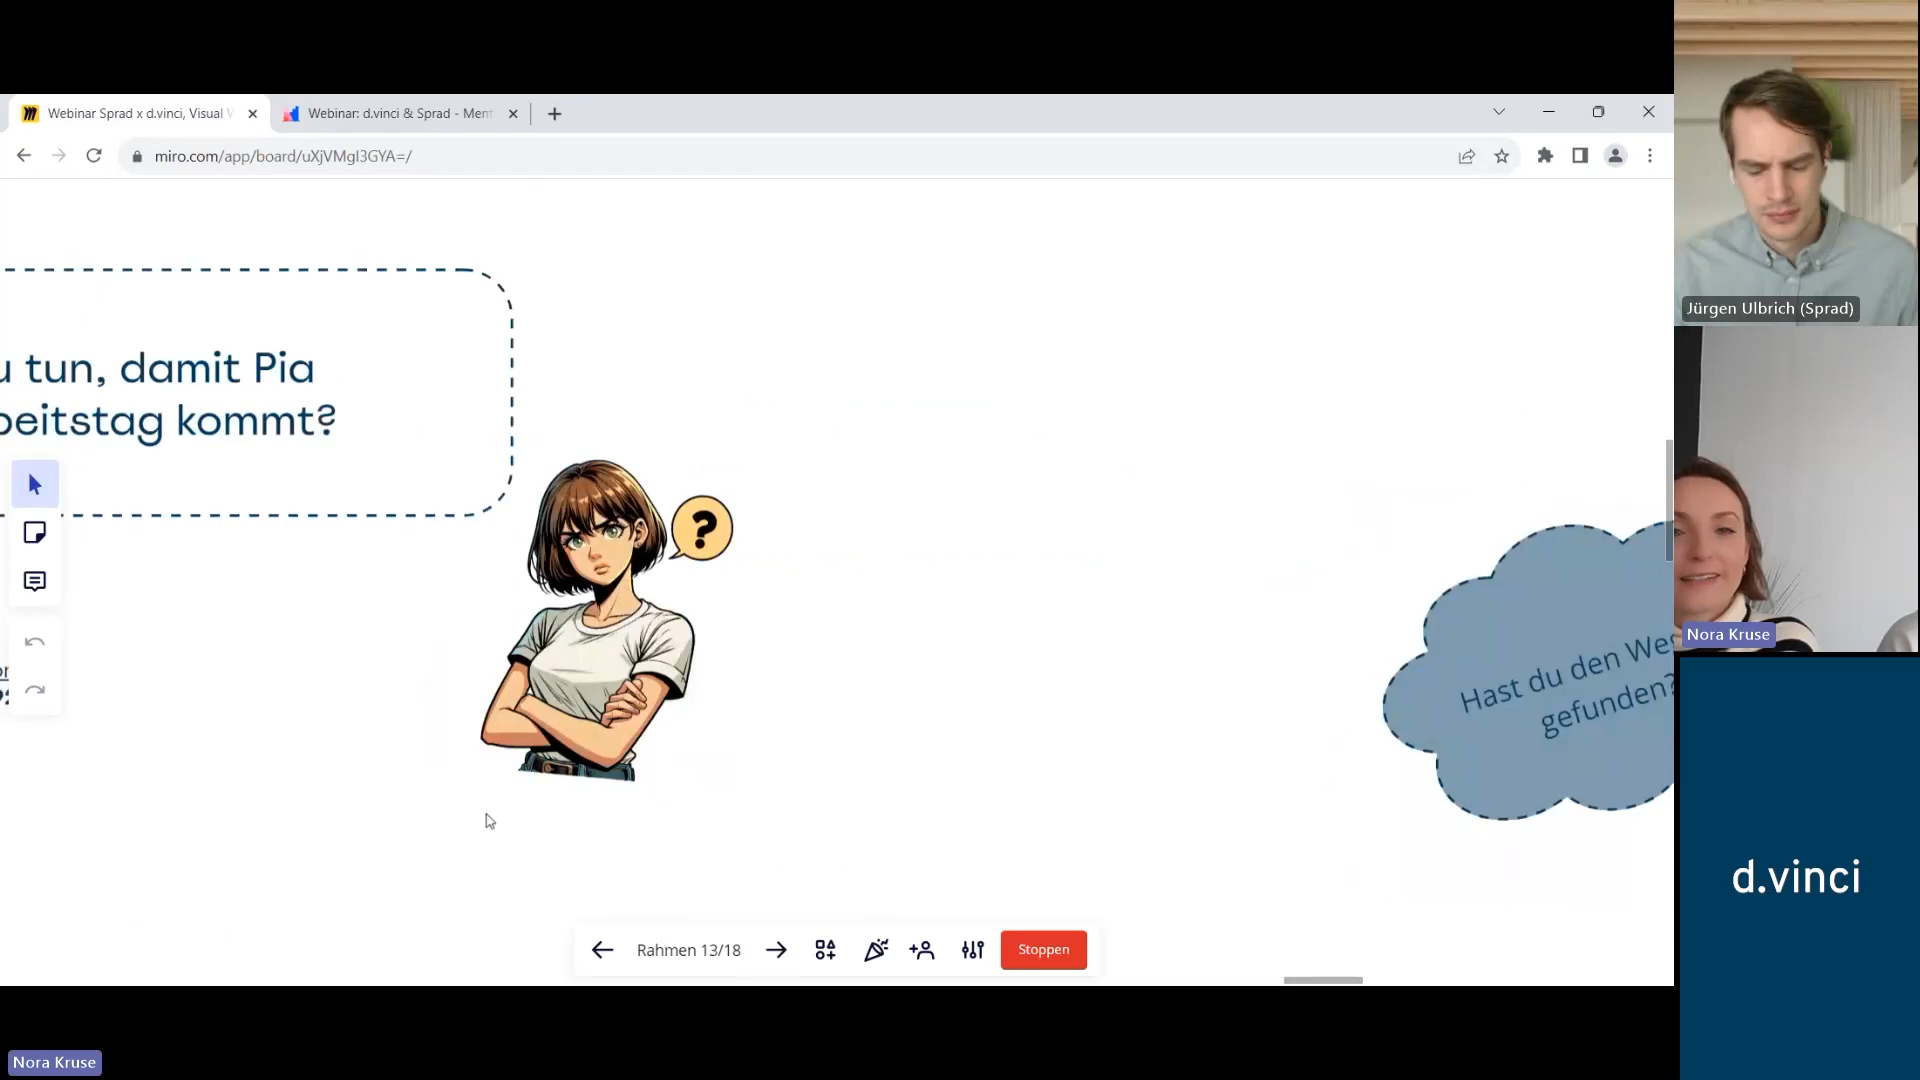 Webinar Sprad x d.vinci, Visual
Webinar: d.vinci & Sprad - Ment
miro.com/app/board/uXjVMgI3GYA=/
tun, damit Pia
beitstag kommt?
?
Hast du den We
gefunden?
Rahmen 13/18
Stoppen
Jürgen Ulbrich (Sprad)
Nora Kruse
d.vinci
Nora Kruse